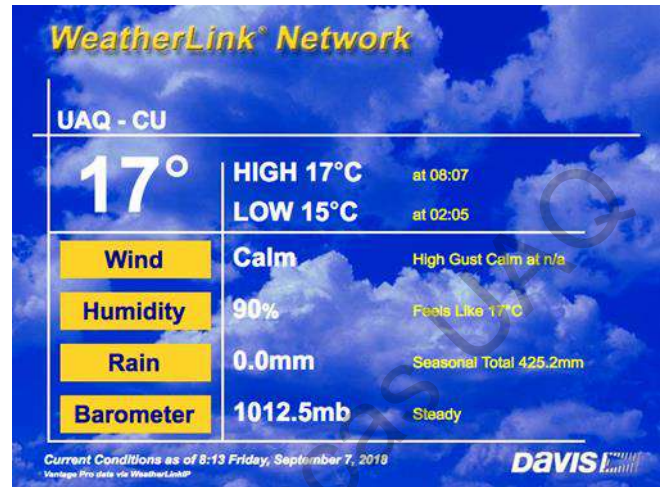 WeatherLink® Network
UAQ - CU
17°
HIGH 17°C at 08:07
LOW 15°C at 02:05
Wind Calm High Gust Calm at n/a
Humidity 90% Feels Like 17°C
Rain 0.0mm Seasonal Total 425.2mm
Barometer 1012.5mb Steady
Current Conditions as of 8:13 Friday, September 7, 2018
Vantage Pro data via WeatherLinkIP
DAVIS
cas UAQ